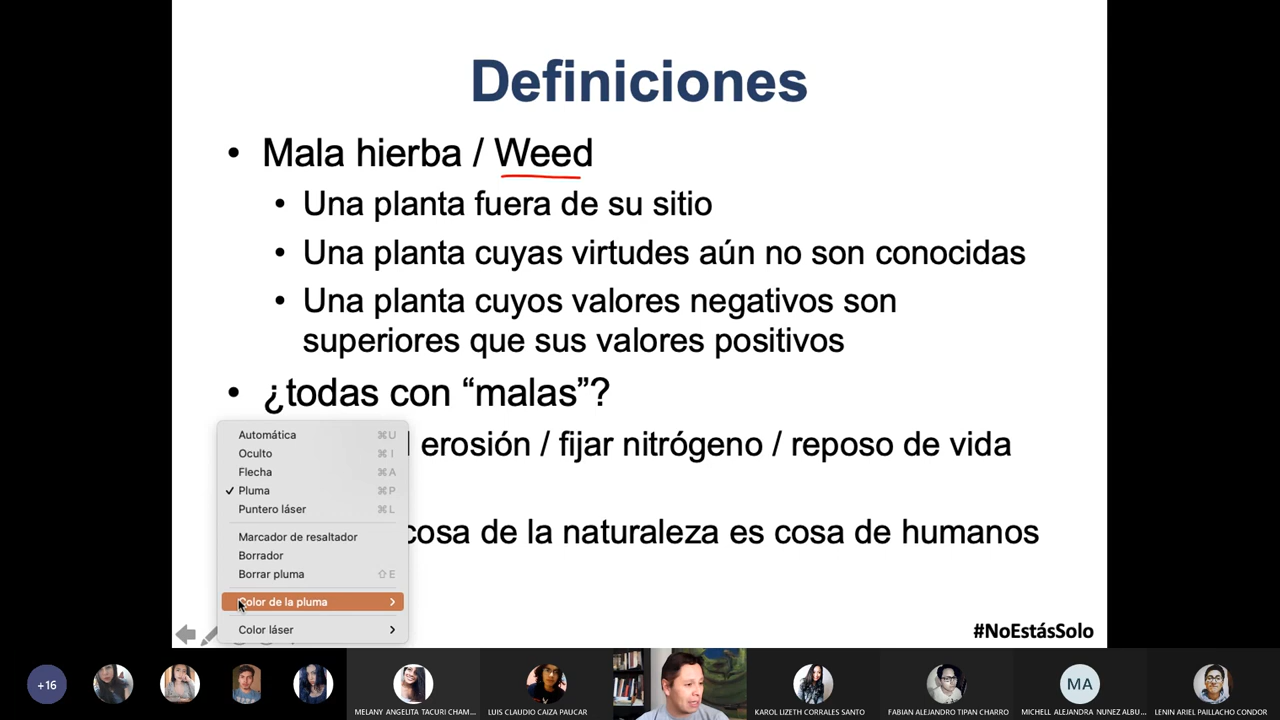 Definiciones
• Mala hierba / Weed
• Una planta fuera de su sitio
• Una planta cuyas virtudes aún no son conocidas
• Una planta cuyos valores negativos son
superiores que sus valores positivos
• ¿todas con “malas”?
erosión / fijar nitrógeno / reposo de vida
cosa de la naturaleza es cosa de humanos
Automática ⌘U
Oculto ⌘I
Flecha ⌘A
✓ Pluma ⌘P
Puntero láser ⌘L
Marcador de resaltador
Borrador
Borrar pluma ⇧E
Color de la pluma >
Color láser >
#NoEstásSolo
+16
MELANY ANGELITA TACURI CHAM...
LUIS CLAUDIO CAIZA PAUCAR
KAROL LIZETH CORRALES SANTO
FABIAN ALEJANDRO TIPAN CHARRO
MA
MICHELL ALEJANDRA NUNEZ ALBU...
LENIN ARIEL PAILLACHO CONDOR